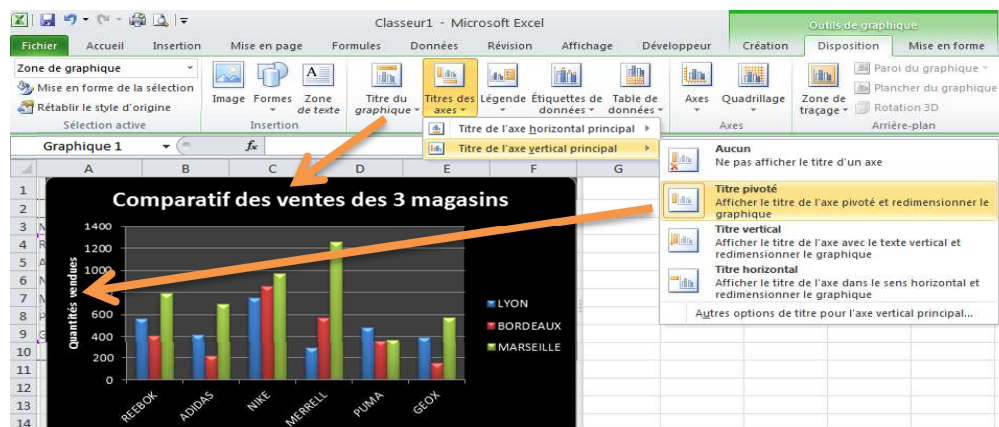 Classeur1 - Microsoft Excel
Outils de graphique
Fichier Accueil Insertion Mise en page Formules Données Révision Affichage Développeur Création Disposition Mise en forme
Zone de graphique
Mise en forme de la sélection
Rétablir le style d'origine
Sélection active
Image Formes Zone de texte
Insertion
Titre du graphique
Titres des axes
Légende
Étiquettes de données
Table de données
Axes Quadrillage
Axes
Zone de traçage
Paroi du graphique
Plancher du graphique
Rotation 3D
Arrière-plan
Titre de l'axe horizontal principal
Titre de l'axe vertical principal
Graphique 1
fx
Aucun
Ne pas afficher le titre d'un axe
Titre pivoté
Afficher le titre de l'axe pivoté et redimensionner le
graphique
Titre vertical
Afficher le titre de l'axe avec le texte vertical et
redimensionner le graphique
Titre horizontal
Afficher le titre de l'axe dans le sens horizontal et
redimensionner le graphique
Autres options de titre pour l'axe vertical principal...
A B C D E F G
1
2
3 N
4 R
5 A
6 N
7 M
8 P
9 G
10
11
12
13
14
Comparatif des ventes des 3 magasins
Quantités vendues
1400
1200
1000
600
400
200
0
REEBOK ADIDAS NIKE MERRELL PUMA GEOX
LYON
BORDEAUX
MARSEILLE